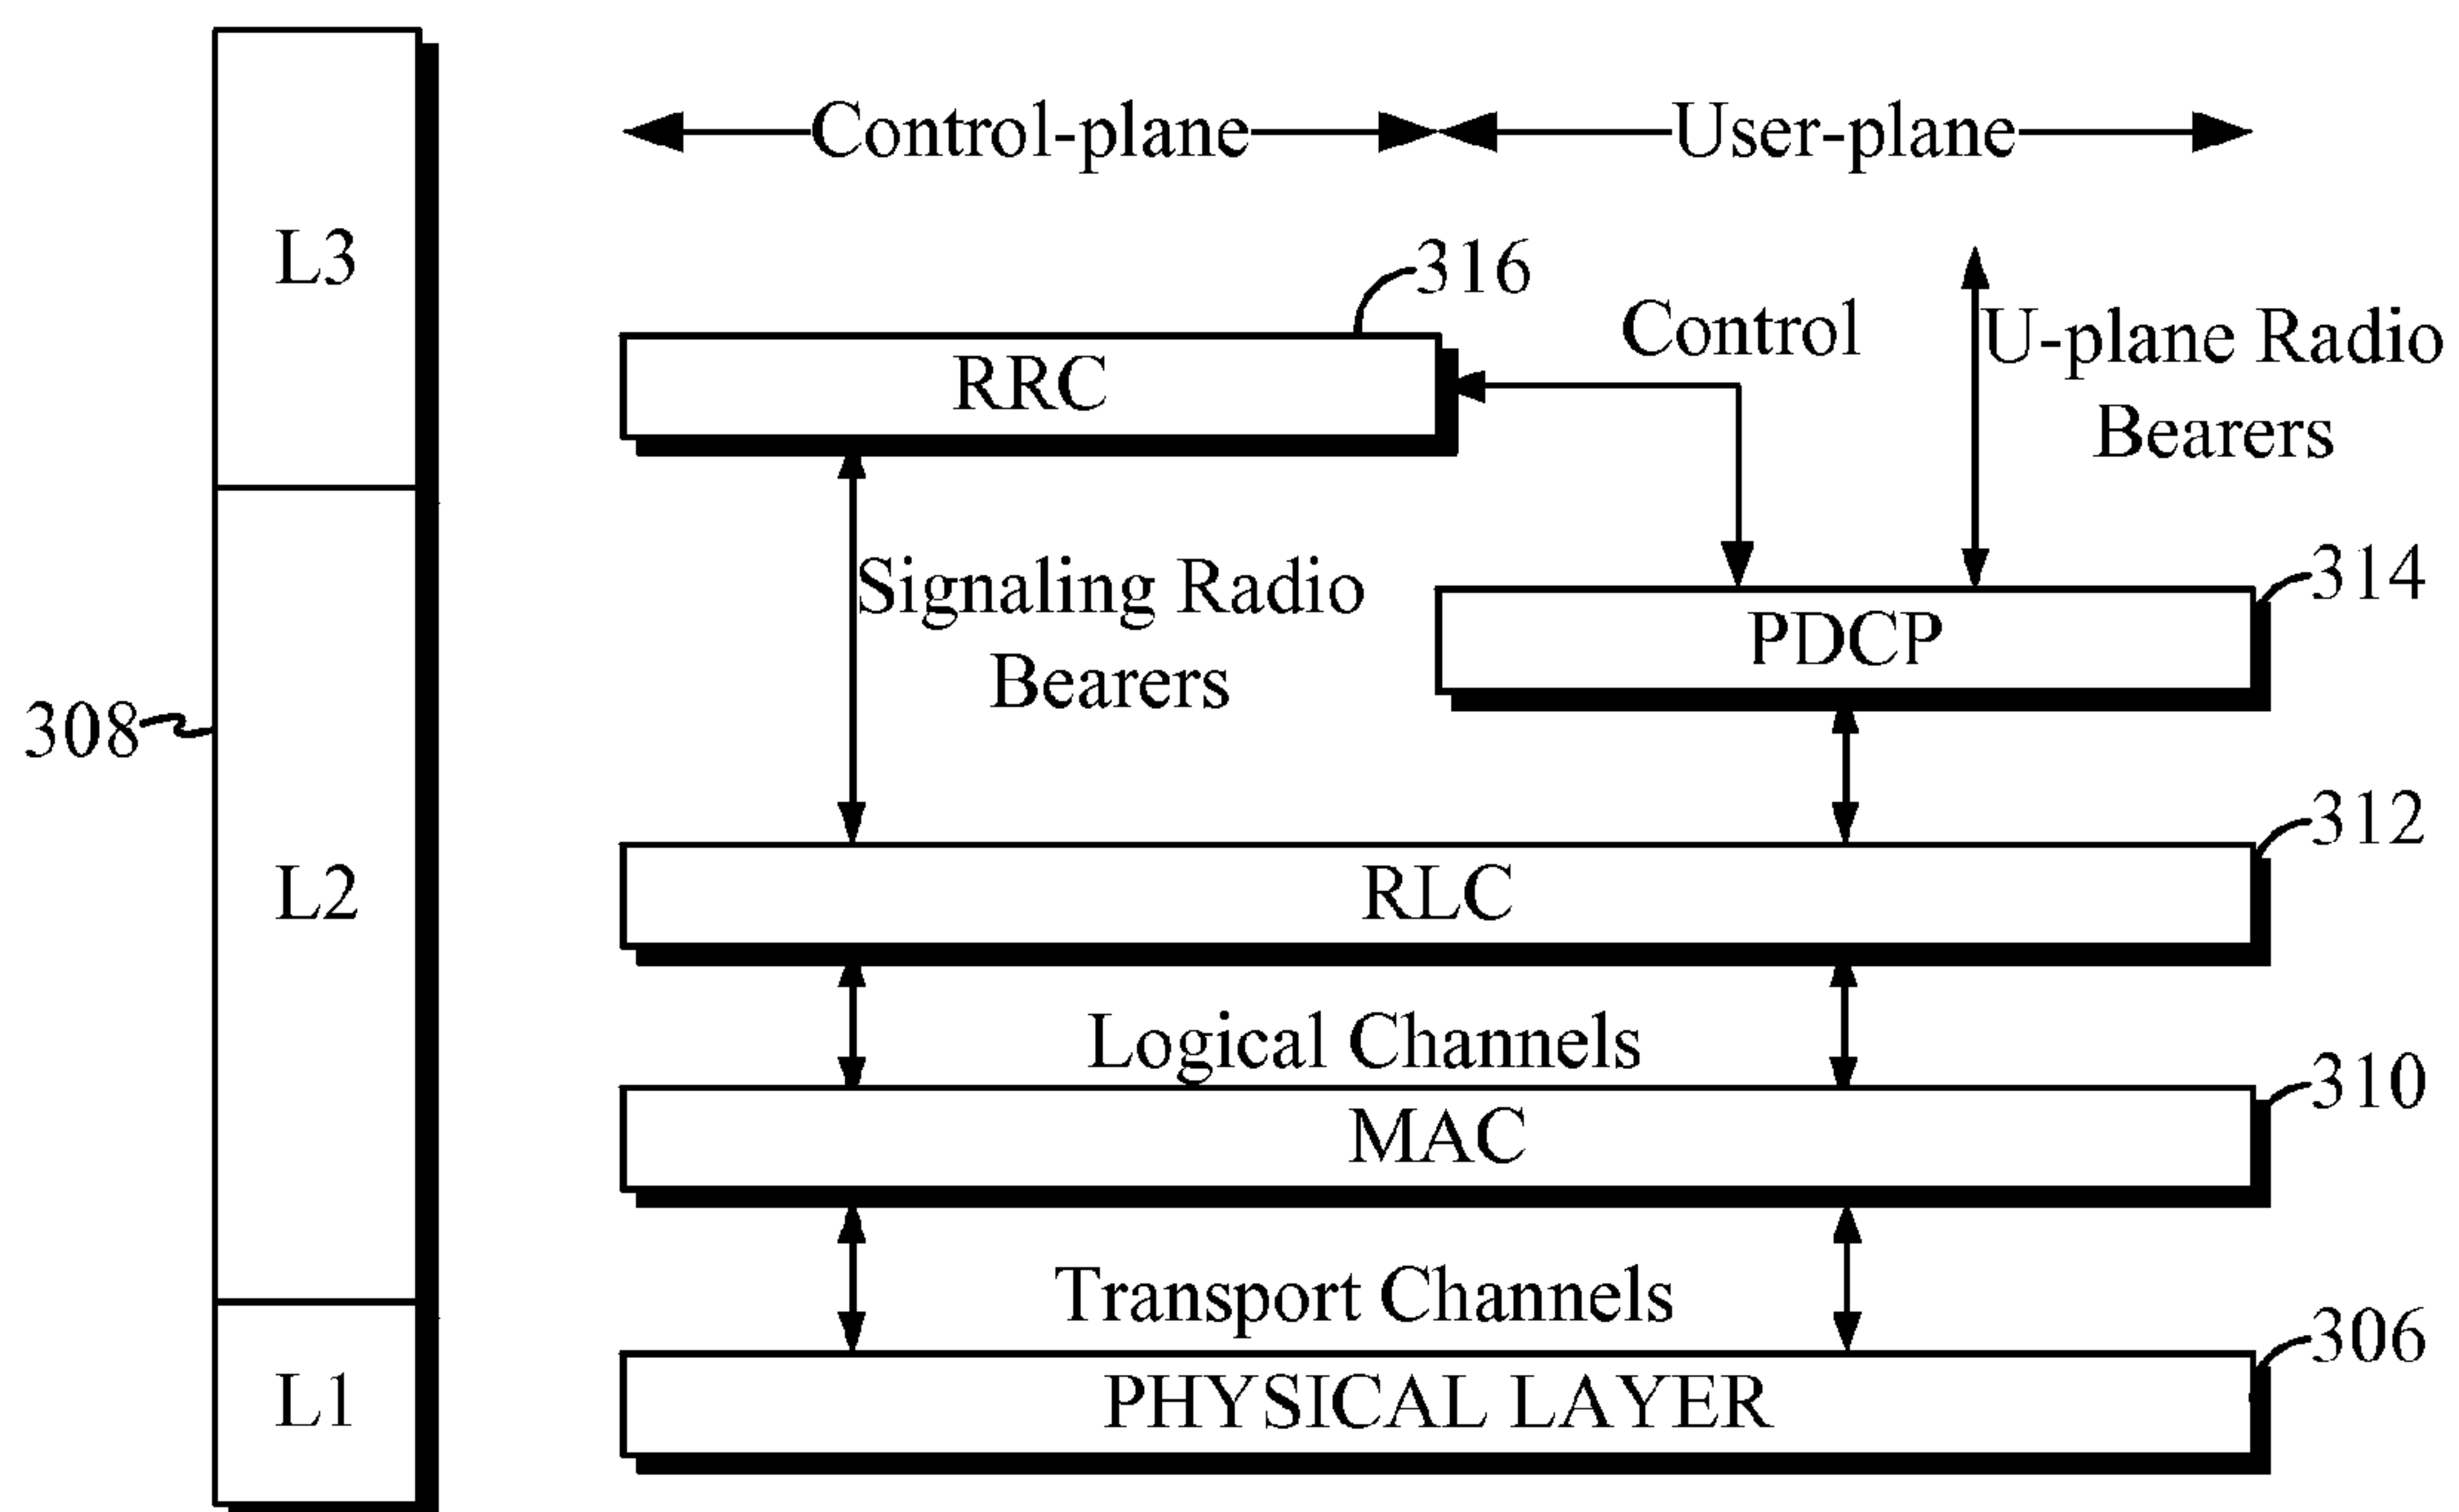 L3
Control-plane
User-plane
316
RRC
Control
U-plane Radio
Bearers
Signaling Radio
Bearers
314
PDCP
308
L2
312
RLC
Logical Channels
310
MAC
Transport Channels
306
L1
PHYSICAL LAYER